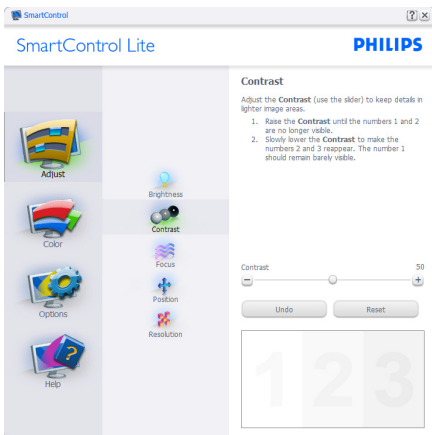 SmartControl
SmartControl Lite
PHILIPS
Adjust
Color
Options
Help
Brightness
Contrast
Focus
Position
Resolution
Contrast
Adjust the Contrast (use the slider) to keep details in
lighter image areas.
1. Raise the Contrast until the numbers 1 and 2
are no longer visible.
2. Slowly lower the Contrast to make the
numbers 2 and 3 reappear. The number 1
should remain barely visible.
Contrast 50
Undo Reset
1 2 3